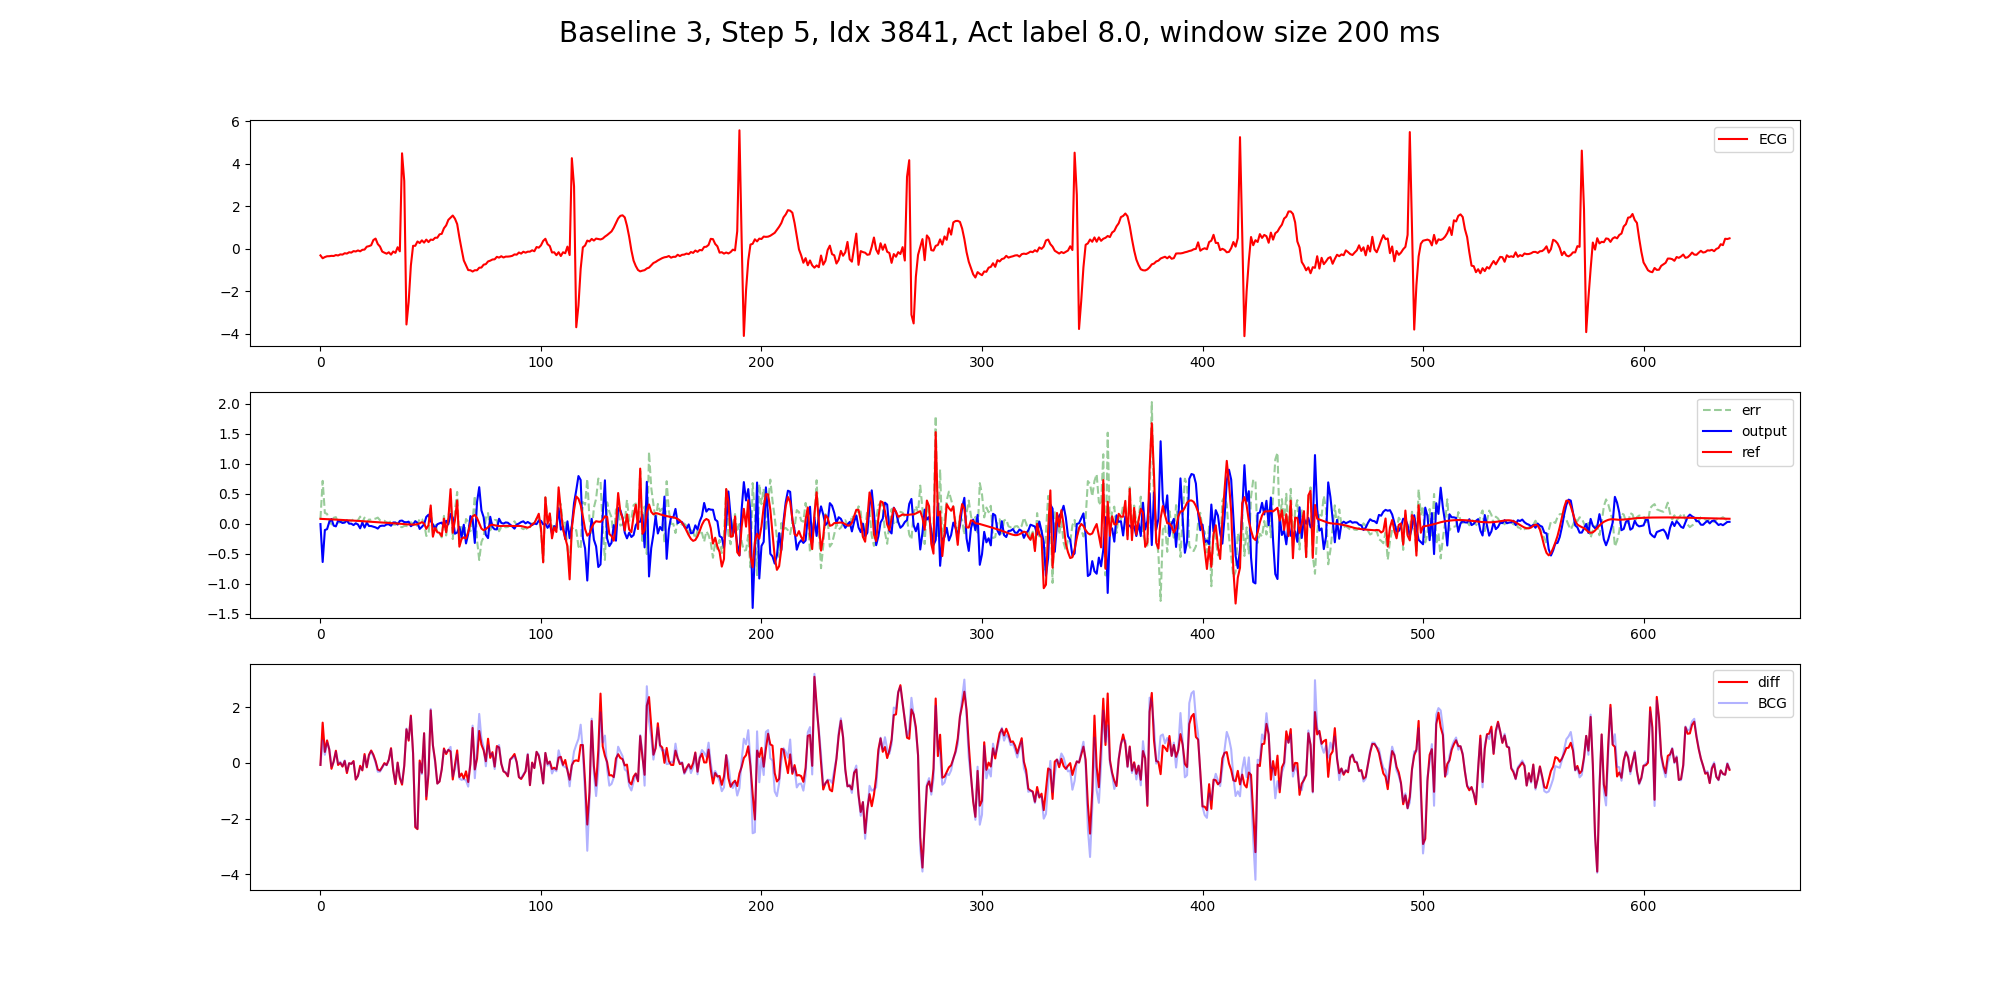 Baseline 3, Step 5, Idx 3841, Act label 8.0, window size 200 ms
6
4
2
0
−2
−4
ECG
0 100 200 300 400 500 600
2.0
1.5
1.0
0.5
0.0
−0.5
−1.0
−1.5
err
output
ref
0 100 200 300 400 500 600
2
0
−2
−4
diff
BCG
0 100 200 300 400 500 600